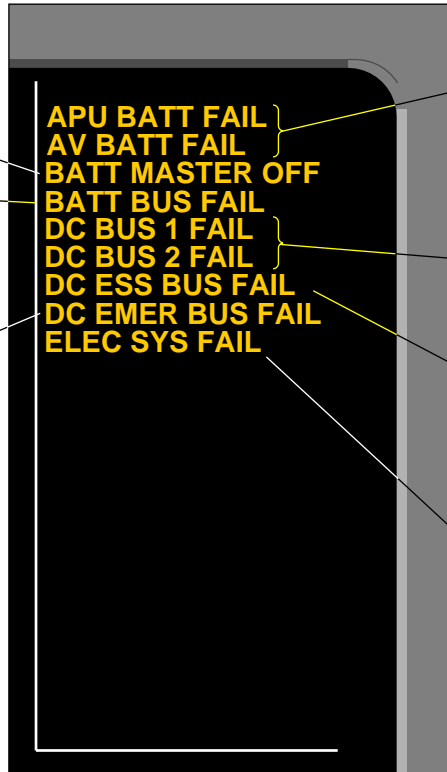 APU BATT FAIL
AV BATT FAIL
BATT MASTER OFF
BATT BUS FAIL
DC BUS 1 FAIL
DC BUS 2 FAIL
DC ESS BUS FAIL
DC EMER BUS FAIL
ELEC SYS FAIL